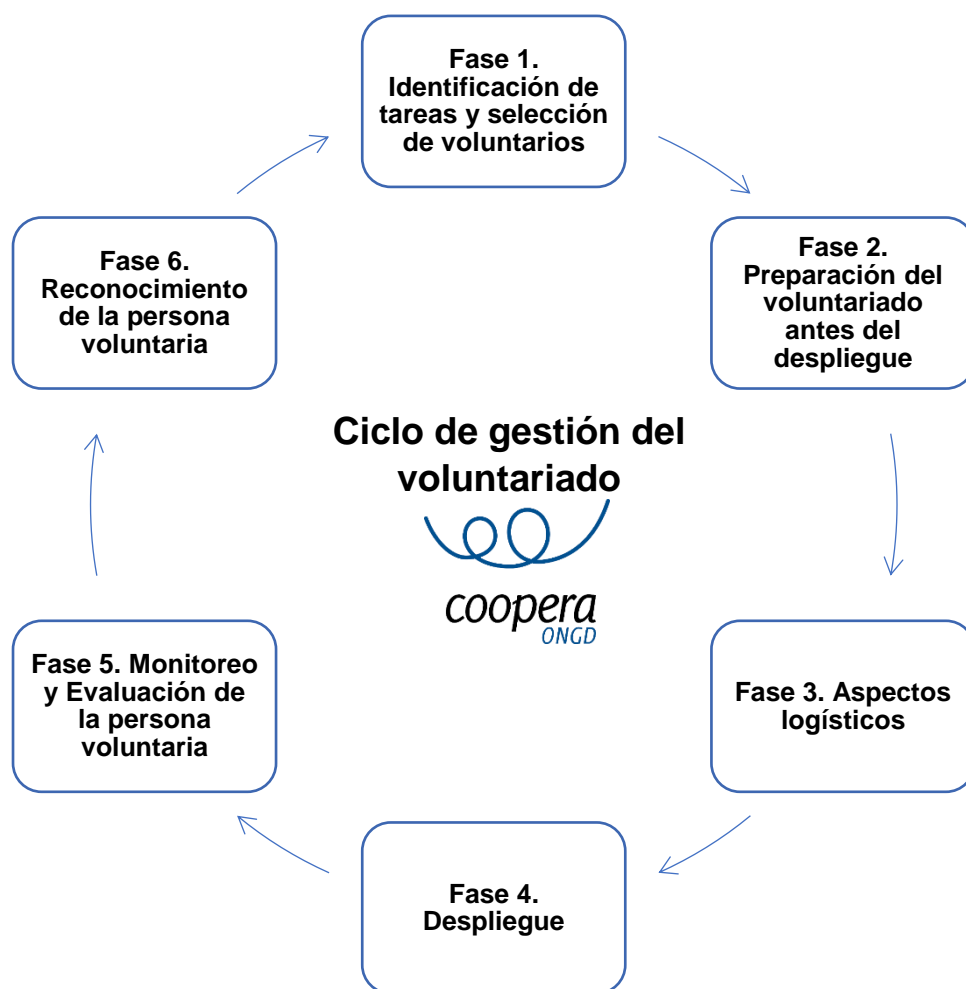 Fase 1.
Identificación de
tareas y selección
de voluntarios
Fase 2.
Preparación del
voluntariado
antes del
despliegue
Fase 3. Aspectos
logísticos
Fase 4.
Despliegue
Fase 5. Monitoreo
y Evaluación de
la persona
voluntaria
Fase 6.
Reconocimiento
de la persona
voluntaria
Ciclo de gestión del
voluntariado
coopera
ONGD